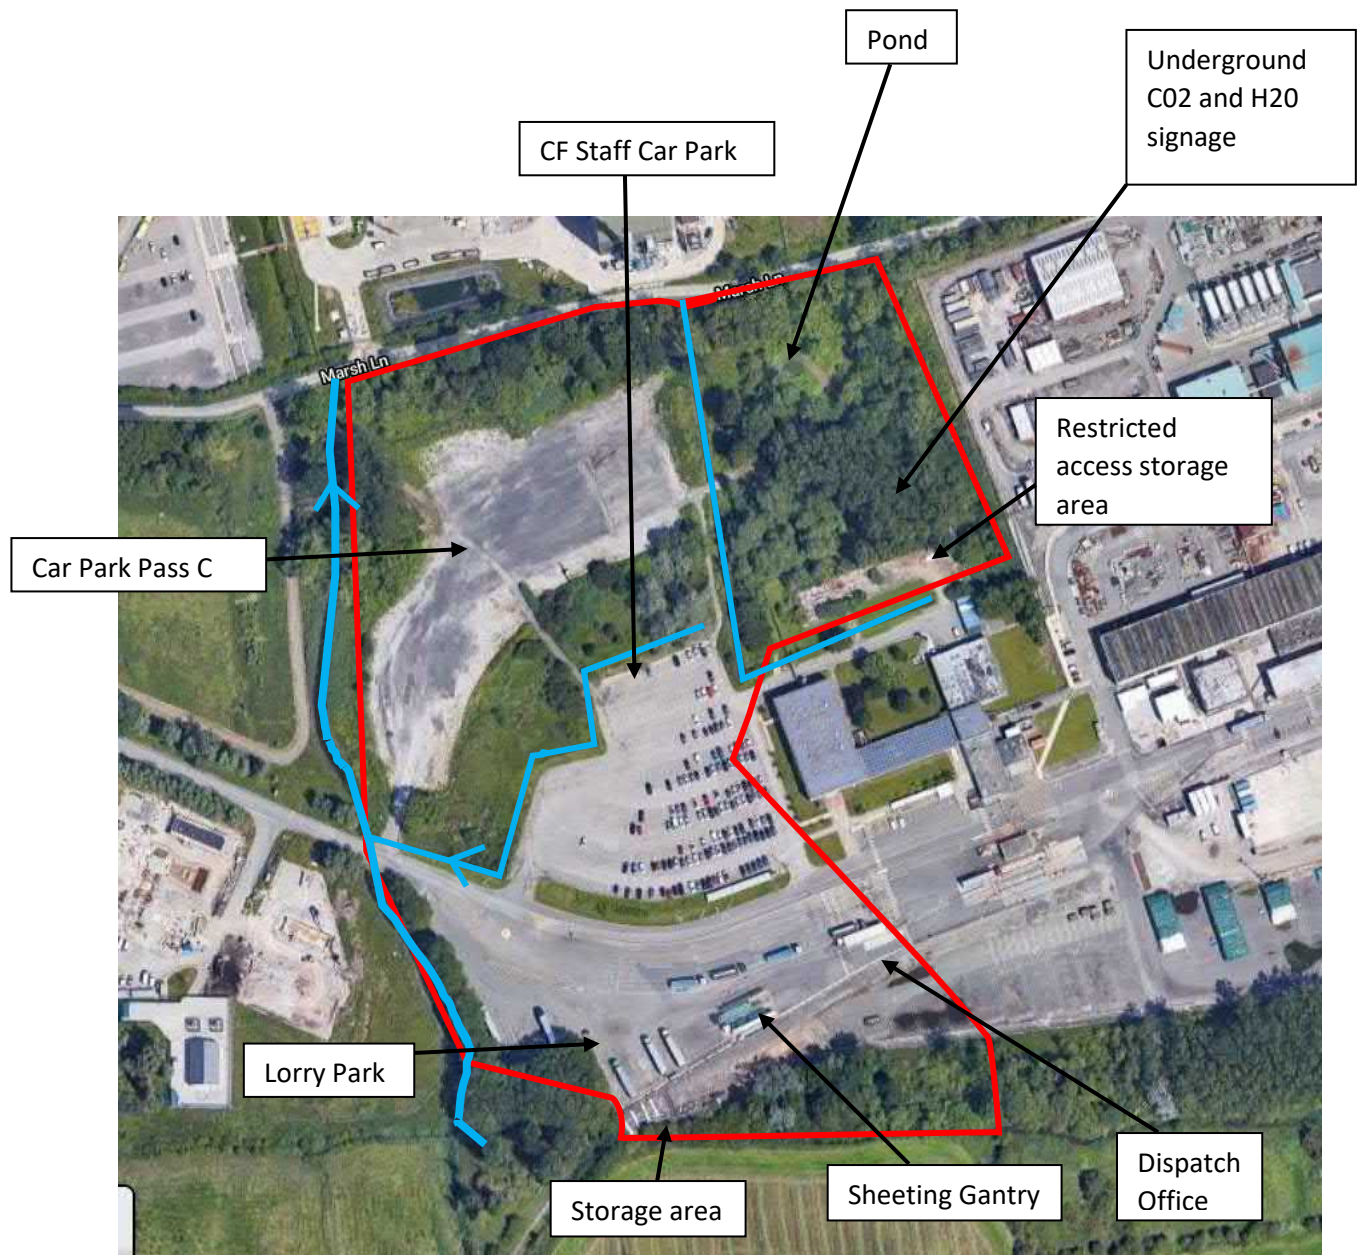 Pond
Underground
C02 and H20
signage
CF Staff Car Park
Marsh Ln
Marsh Ln
Restricted
access storage
area
Car Park Pass C
Lorry Park
Storage area
Sheeting Gantry
Dispatch
Office